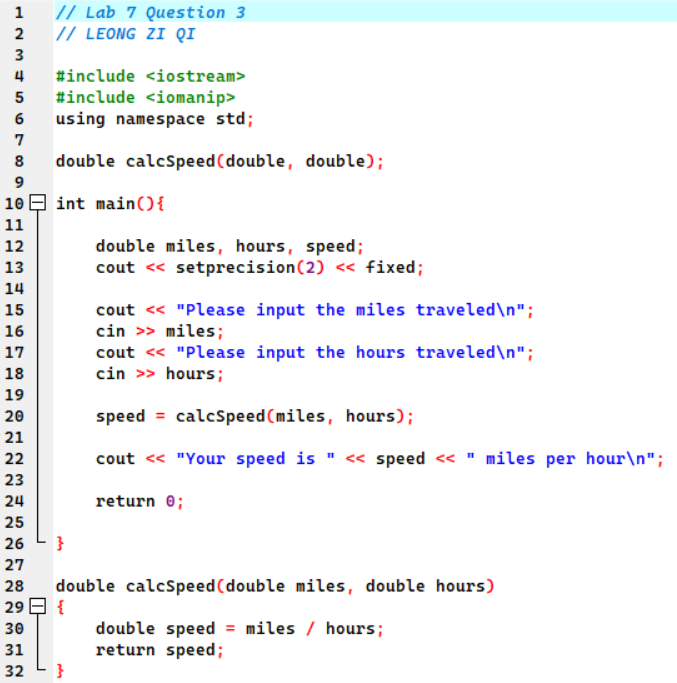 1 // Lab 7 Question 3
2 // LEONG ZI QI
3
4 #include <iostream>
5 #include <iomanip>
6 using namespace std;
7
8 double calcSpeed(double, double);
9
10 int main(){
11
12     double miles, hours, speed;
13     cout << setprecision(2) << fixed;
14
15     cout << "Please input the miles traveled\n";
16     cin >> miles;
17     cout << "Please input the hours traveled\n";
18     cin >> hours;
19
20     speed = calcSpeed(miles, hours);
21
22     cout << "Your speed is " << speed << " miles per hour\n";
23
24     return 0;
25
26 }
27
28 double calcSpeed(double miles, double hours)
29 {
30     double speed = miles / hours;
31     return speed;
32 }